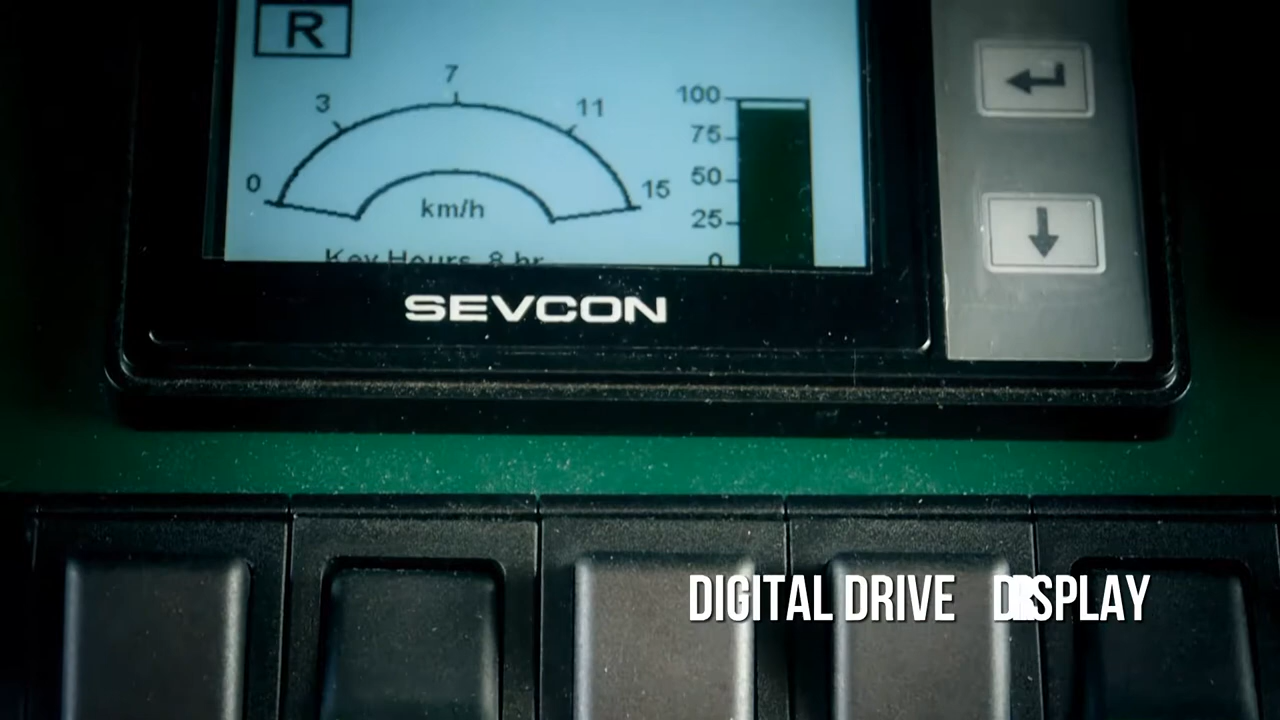 R
7
3 11
0 15
km/h
Key Hours 8 hr
100
75
50
25
0
SEVCON
DIGITAL DRIVE DISPLAY